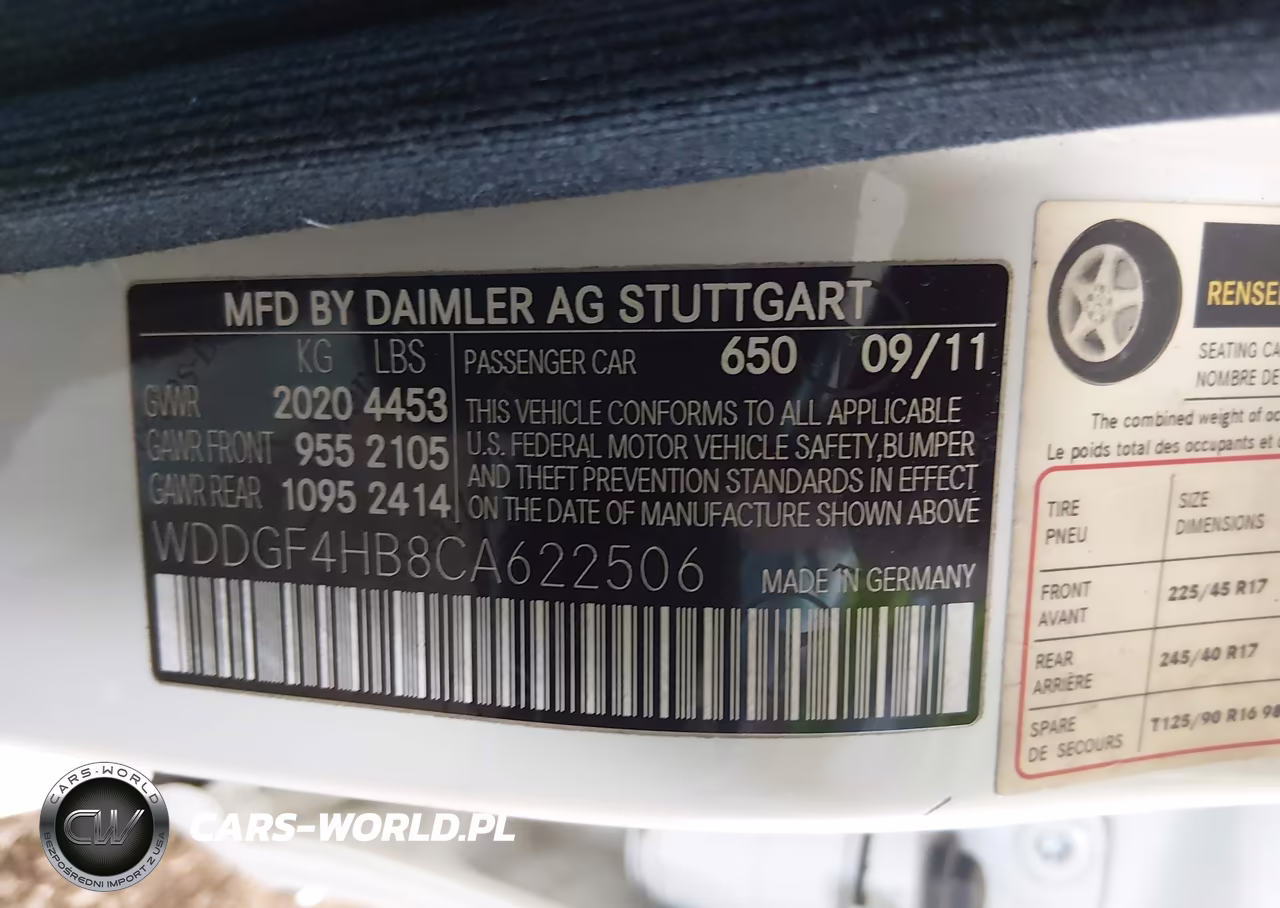 MFD BY DAIMLER AG STUTTGART
KG LBS
GVWR 2020 4453
GAWR FRONT 955 2105
GAWR REAR 1095 2414
PASSENGER CAR 650 09/11
THIS VEHICLE CONFORMS TO ALL APPLICABLE
U.S. FEDERAL MOTOR VEHICLE SAFETY, BUMPER
AND THEFT PREVENTION STANDARDS IN EFFECT
ON THE DATE OF MANUFACTURE SHOWN ABOVE
WDDGF4HB8CA622506 MADE IN GERMANY
SEATING
NOMBRE DE
The combined weight of
Le poids total des occupants et
TIRE SIZE
PNEU DIMENSIONS
FRONT 225/45 R17
AVANT
REAR 245/40 R17
ARRIÈRE
SPARE T125/90 R16 98
DE SECOURS
CARS-WORLD
CW
BEZPOŚREDNI IMPORT Z USA
CARS-WORLD.PL